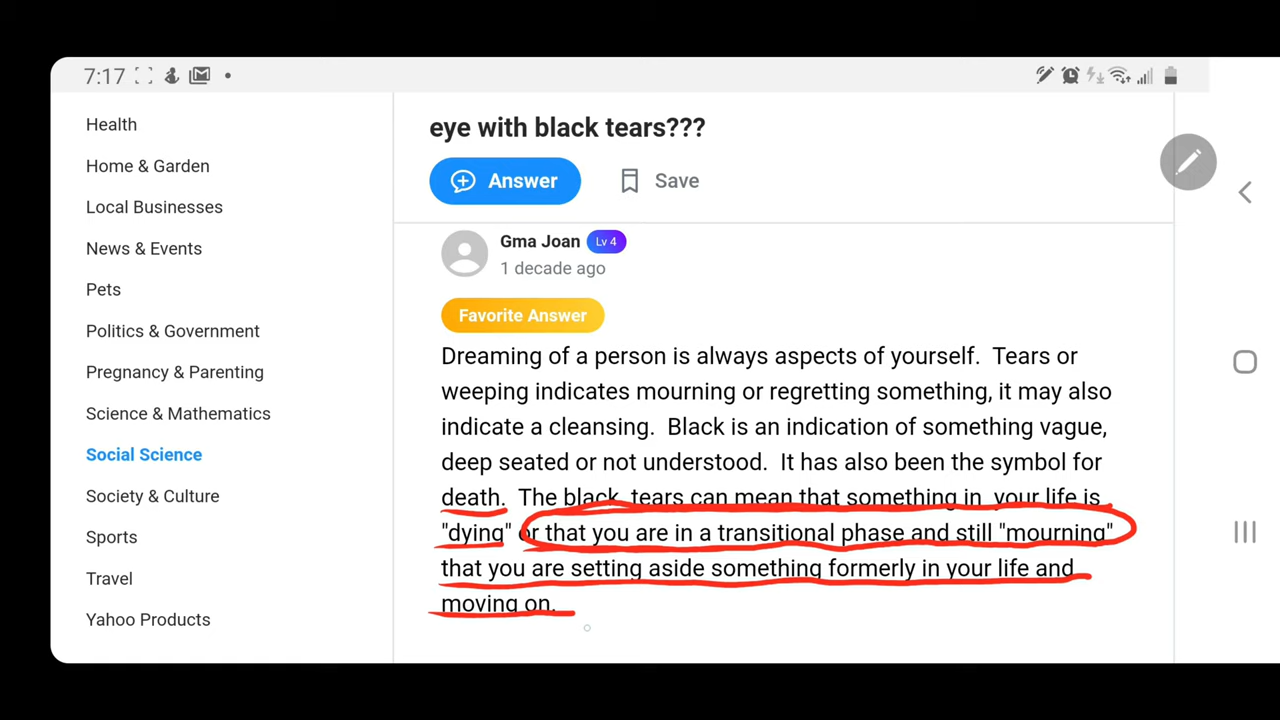 7:17
Health
Home & Garden
Local Businesses
News & Events
Pets
Politics & Government
Pregnancy & Parenting
Science & Mathematics
Social Science
Society & Culture
Sports
Travel
Yahoo Products
eye with black tears???
Answer
Save
Gma Joan Lv 4
1 decade ago
Favorite Answer
Dreaming of a person is always aspects of yourself. Tears or
weeping indicates mourning or regretting something, it may also
indicate a cleansing. Black is an indication of something vague,
deep seated or not understood. It has also been the symbol for
death. The black, tears can mean that something in your life is
"dying" or that you are in a transitional phase and still "mourning"
that you are setting aside something formerly in your life and
moving on.